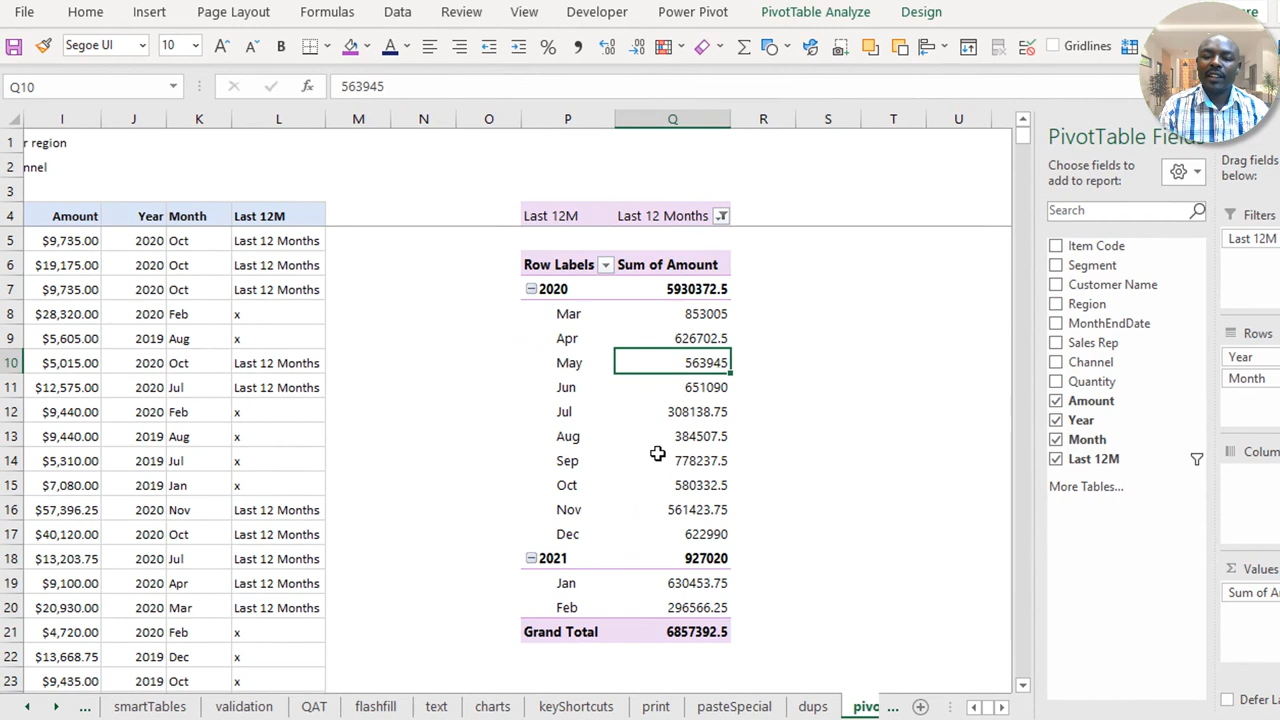 File Home Insert Page Layout Formulas Data Review View Developer Power Pivot PivotTable Analyze Design
Segoe UI 10 Gridlines
Q10 563945
I J K L M N O P Q R S T U
1 r region
2 nnel
3
4 Amount Year Month Last 12M Last 12M Last 12 Months
5 $9,735.00 2020 Oct Last 12 Months
6 $19,175.00 2020 Oct Last 12 Months Row Labels Sum of Amount
7 $9,735.00 2020 Oct Last 12 Months 2020 5930372.5
8 $28,320.00 2020 Feb x Mar 853005
9 $5,605.00 2019 Aug x Apr 626702.5
10 $5,015.00 2020 Oct Last 12 Months May 563945
11 $12,575.00 2020 Jul Last 12 Months Jun 651090
12 $9,440.00 2020 Feb x Jul 308138.75
13 $9,440.00 2019 Aug x Aug 384507.5
14 $5,310.00 2019 Jul x Sep 778237.5
15 $7,080.00 2019 Jan x Oct 580332.5
16 $57,396.25 2020 Nov Last 12 Months Nov 561423.75
17 $40,120.00 2020 Oct Last 12 Months Dec 622990
18 $13,203.75 2020 Jul Last 12 Months 2021 927020
19 $9,100.00 2020 Apr Last 12 Months Jan 630453.75
20 $20,930.00 2020 Mar Last 12 Months Feb 296566.25
21 $4,720.00 2020 Feb x Grand Total 6857392.5
22 $13,668.75 2019 Dec x
23 $9,435.00 2019 Oct x
... smartTables validation QAT flashfill text charts keyShortcuts print pasteSpecial dups pivo ...
PivotTable Fields
Choose fields to
add to report:
Search
Item Code
Segment
Customer Name
Region
MonthEndDate
Sales Rep
Channel
Quantity
Amount
Year
Month
Last 12M
More Tables...
Drag fields
below:
Filters
Last 12M
Rows
Year
Month
Colum
Values
Sum of A
Defer La